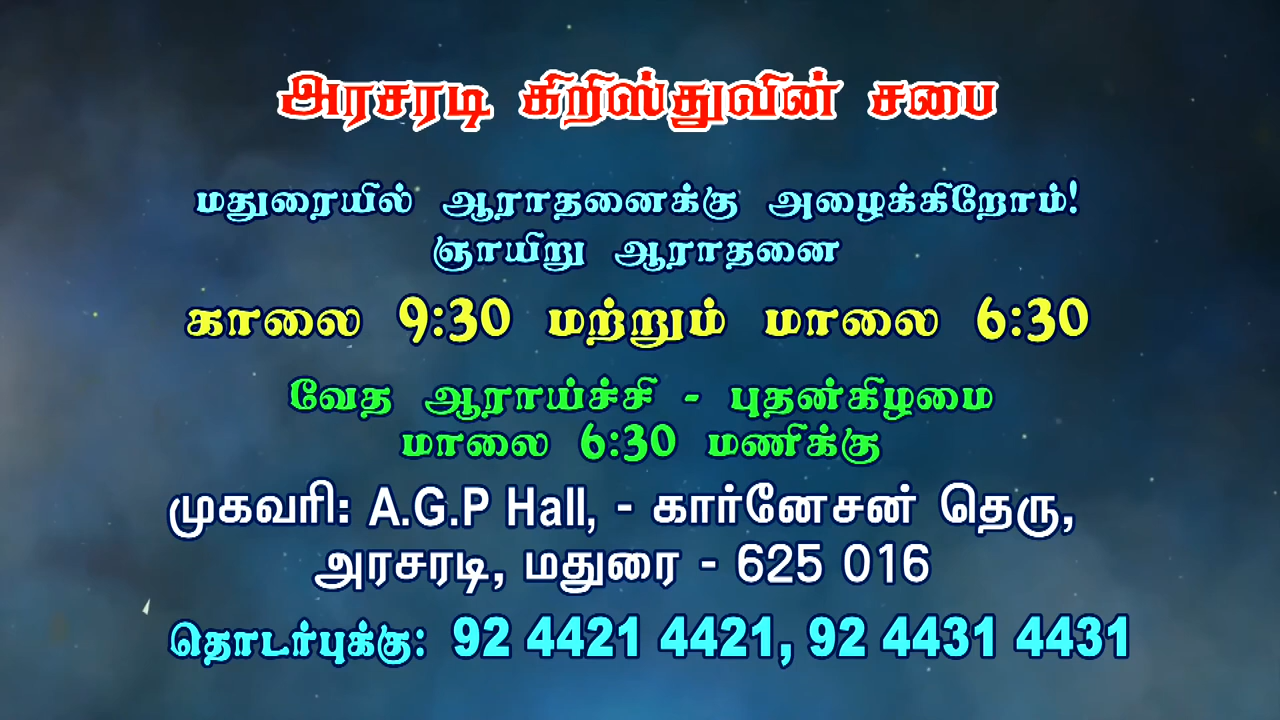 அரசரடி கிறிஸ்துவின் சபை
மதுரையில் ஆராதனைக்கு அழைக்கிறோம்!
ஞாயிறு ஆராதனை
காலை 9:30 மற்றும் மாலை 6:30
வேத ஆராய்ச்சி - புதன்கிழமை
மாலை 6:30 மணிக்கு
முகவரி: A.G.P Hall, - கார்னேசன் தெரு,
அரசரடி, மதுரை - 625 016
தொடர்புக்கு: 92 4421 4421, 92 4431 4431